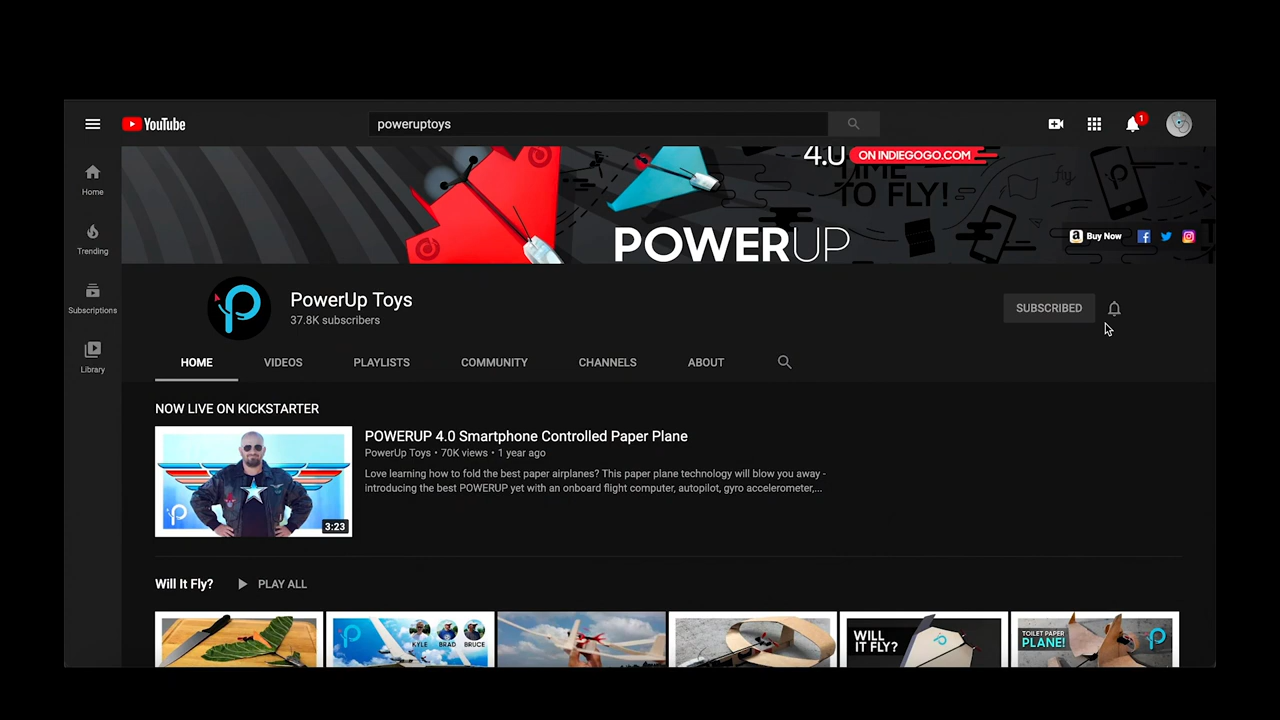 YouTube
poweruptoys
1
Home
Trending
Subscriptions
Library
4.0 ON INDIEGOGO.COM
TIME
TO FLY!
fly
POWERUP
Buy Now
PowerUp Toys
37.8K subscribers
SUBSCRIBED
HOME
VIDEOS
PLAYLISTS
COMMUNITY
CHANNELS
ABOUT
NOW LIVE ON KICKSTARTER
3:23
POWERUP 4.0 Smartphone Controlled Paper Plane
PowerUp Toys • 70K views • 1 year ago
Love learning how to fold the best paper airplanes? This paper plane technology will blow you away -
introducing the best POWERUP yet with an onboard flight computer, autopilot, gyro accelerometer,...
Will It Fly?
PLAY ALL
KYLE
BRAD
BRUCE
WILL
IT FLY?
TOILET PAPER
PLANE!